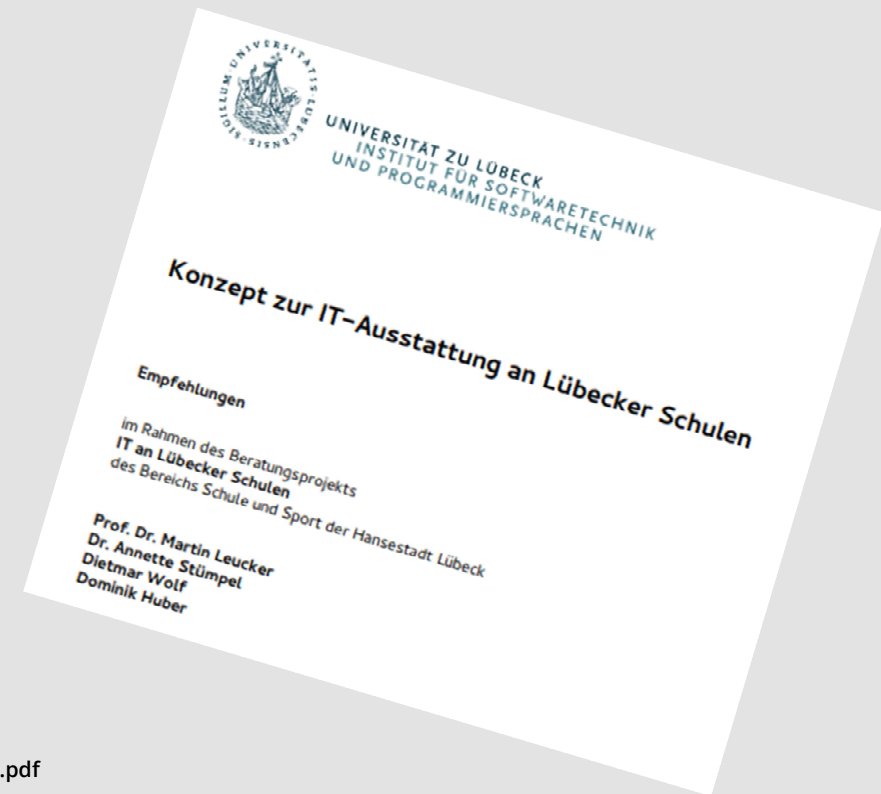 SIGILLUM·UNIVERSITATIS·LUBECENSIS·
UNIVERSITÄT ZU LÜBECK
INSTITUT FÜR SOFTWARETECHNIK
UND PROGRAMMIERSPRACHEN
Konzept zur IT-Ausstattung an Lübecker Schulen
Empfehlungen
im Rahmen des Beratungsprojekts
IT an Lübecker Schulen
des Bereichs Schule und Sport der Hansestadt Lübeck
Prof. Dr. Martin Leucker
Dr. Annette Stümpel
Dietmar Wolf
Dominik Huber
.pdf